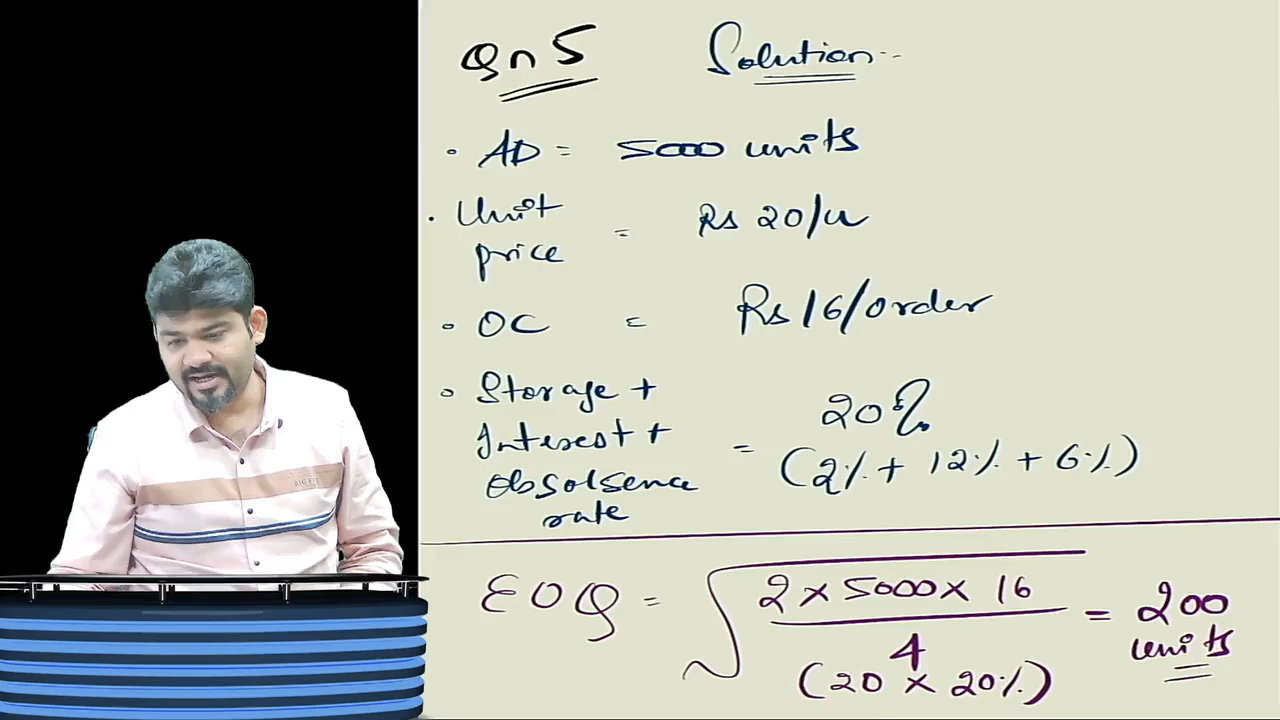 Qn 5 Solution:-
• AD = 5000 units
• Unit price = Rs 20/u
• OC = Rs 16/order
• Storage + Interest + Obsolsence rate = 20%
(2% + 12% + 6%)
EOQ = √ 2 × 5000 × 16 / 4 = 200 units
(20 × 20%)